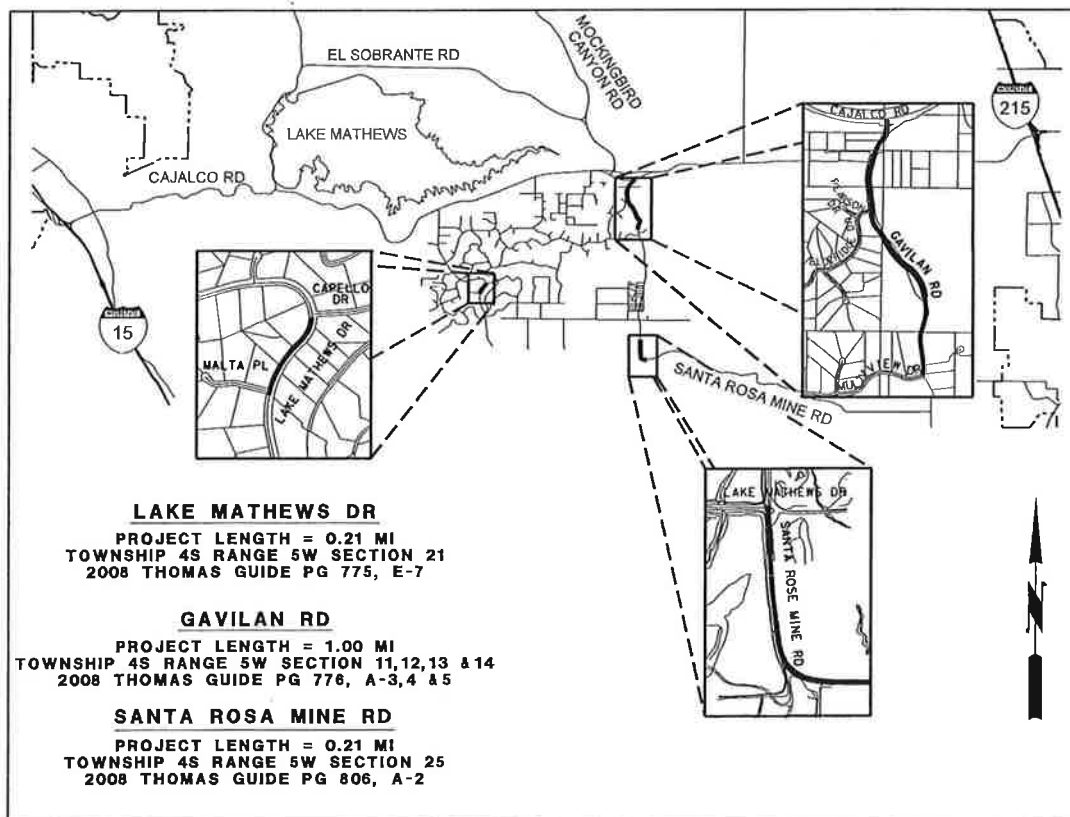 EL SOBRANTE RD
MOCKINGBIRD
CANYON RD
LAKE MATHEWS
CAJALCO RD
215
15
CAJALCO RD
GAVILAN RD
MULTIVIEW DR
CAPELLO
DR
MALTA PL
LAKE MATHEWS DR
SANTA ROSA MINE RD
LAKE MATHEWS DR
SANTA ROSE MINE RD
LAKE MATHEWS DR
PROJECT LENGTH = 0.21 MI
TOWNSHIP 4S RANGE 5W SECTION 21
2008 THOMAS GUIDE PG 775, E-7
GAVILAN RD
PROJECT LENGTH = 1.00 MI
TOWNSHIP 4S RANGE 5W SECTION 11,12,13 & 14
2008 THOMAS GUIDE PG 776, A-3,4 & 5
SANTA ROSA MINE RD
PROJECT LENGTH = 0.21 MI
TOWNSHIP 4S RANGE 5W SECTION 25
2008 THOMAS GUIDE PG 806, A-2
N